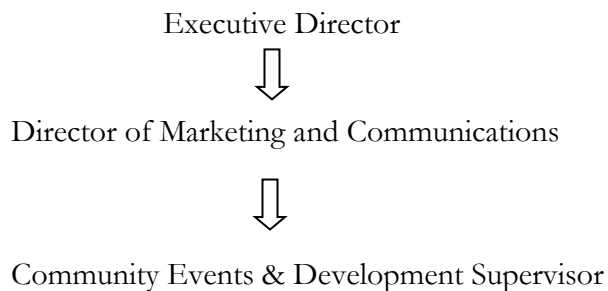 Executive Director
Director of Marketing and Communications
Community Events & Development Supervisor